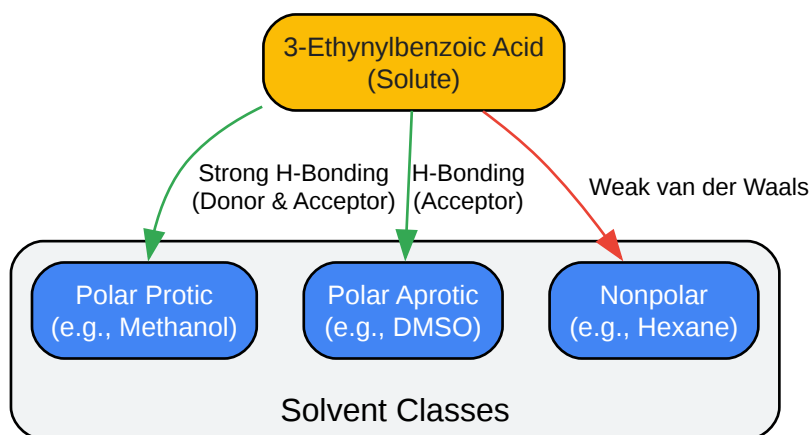 3-Ethynylbenzoic Acid
(Solute)
Strong H-Bonding
(Donor & Acceptor)
H-Bonding
(Acceptor)
Weak van der Waals
Polar Protic
(e.g., Methanol)
Polar Aprotic
(e.g., DMSO)
Nonpolar
(e.g., Hexane)
Solvent Classes